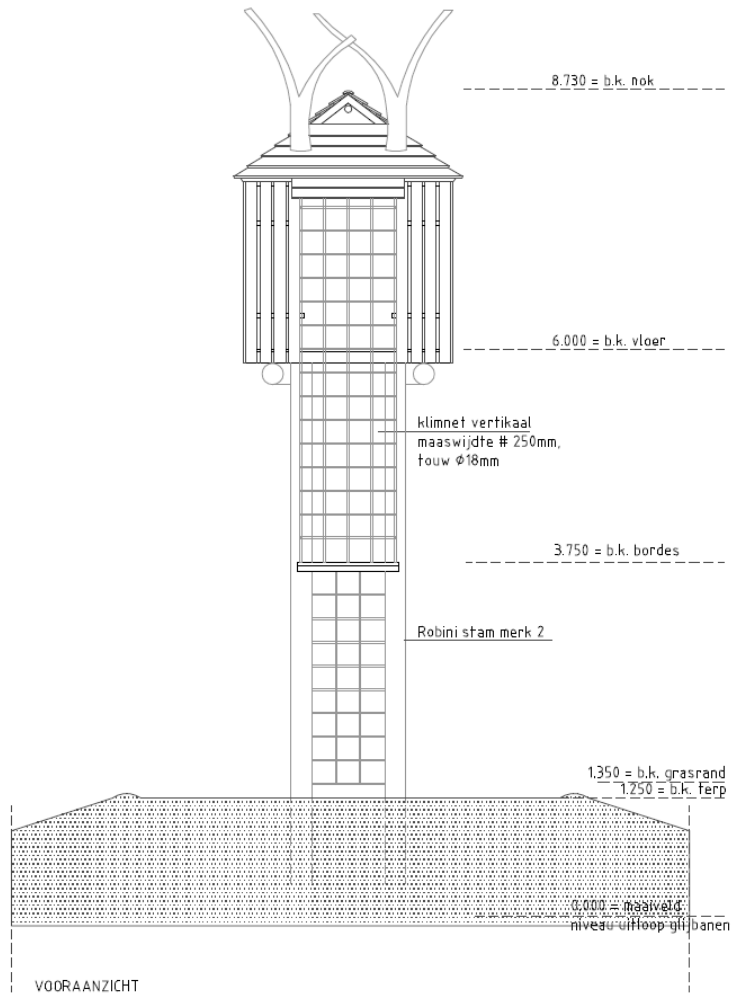 8.730 = b.k. nok
6.000 = b.k. vloer
klimnet vertikaal
maaswijdte # 250mm,
touw Ø18mm
3.750 = b.k. bordes
Robini stam merk 2
1.350 = b.k. grasrand
1.250 = b.k. terp
0.000 = maaiveld
niveau uitloop glijbanen
VOORAANZICHT